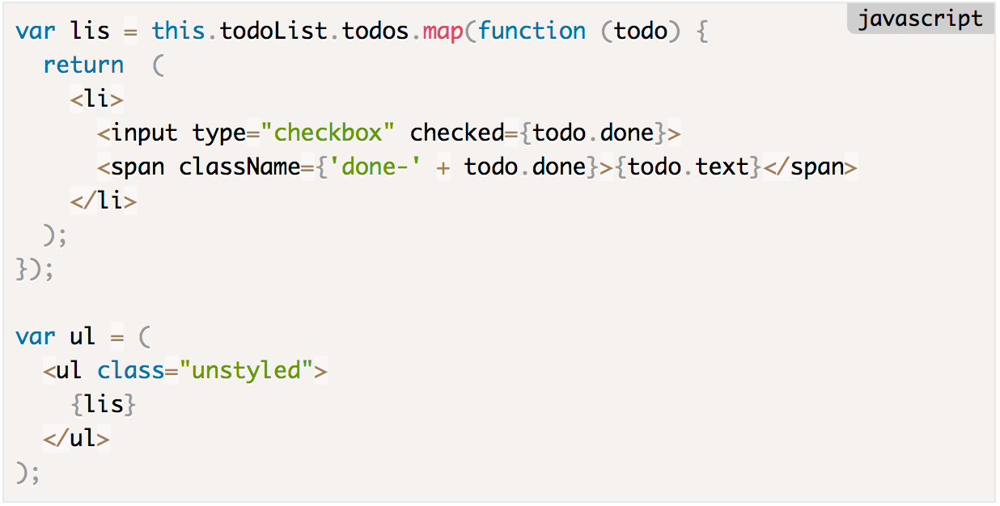 javascript
var lis = this.todoList.todos.map(function (todo) {
  return  (
    <li>
      <input type="checkbox" checked={todo.done}>
      <span className={'done-' + todo.done}>{todo.text}</span>
    </li>
  );
});

var ul = (
  <ul class="unstyled">
    {lis}
  </ul>
);